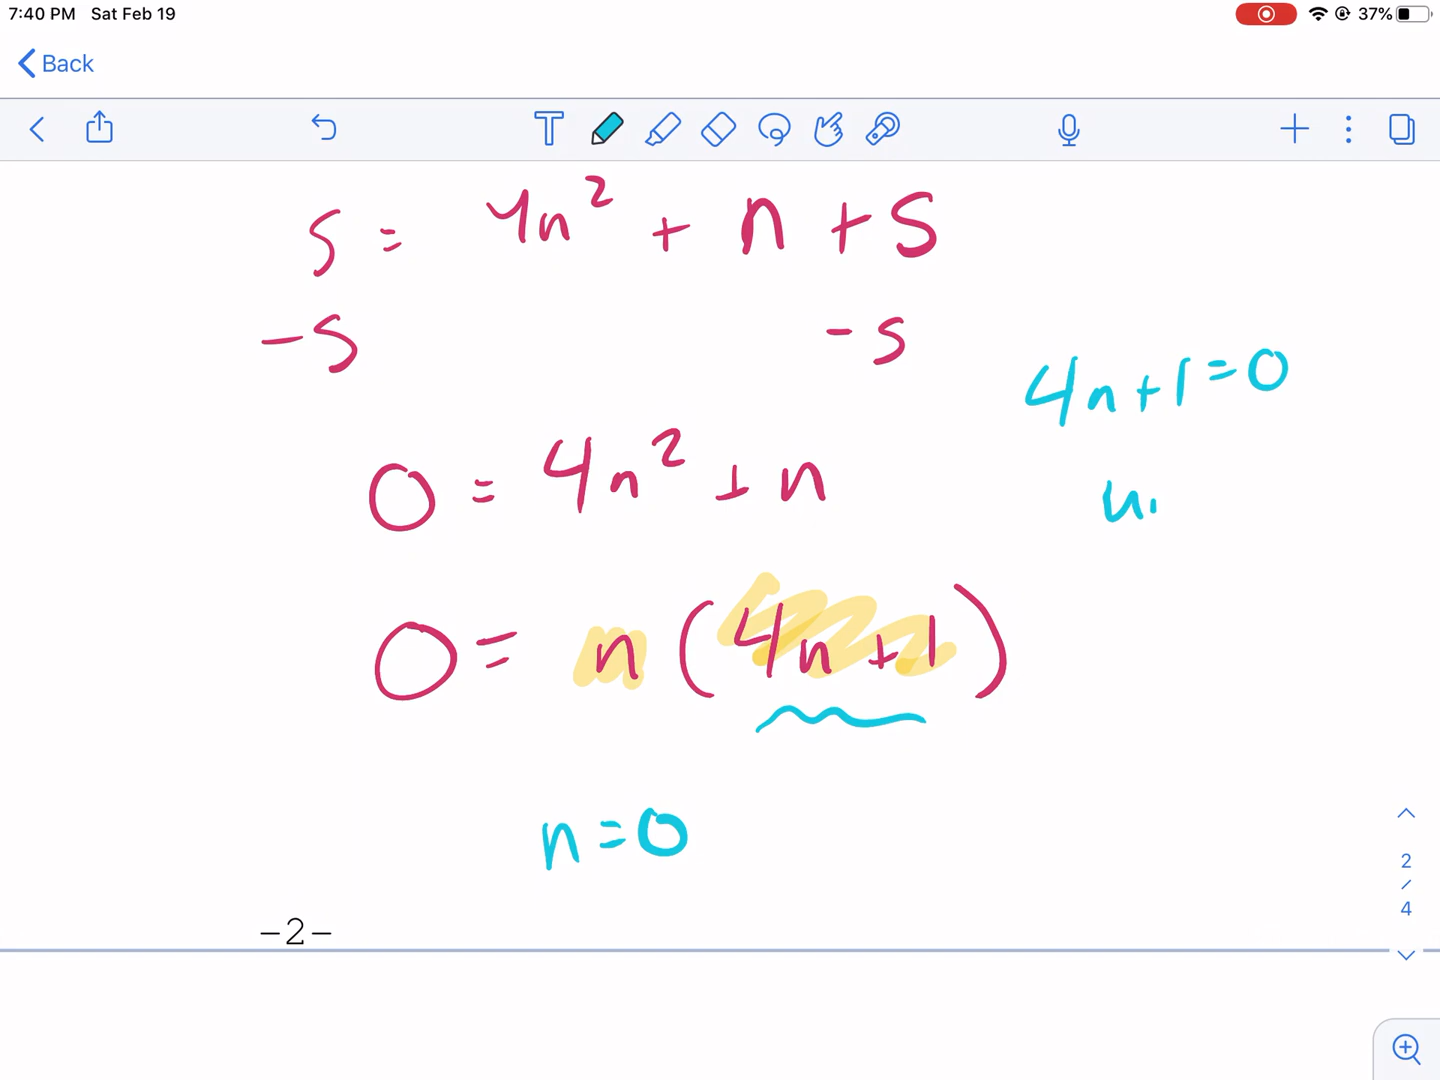 7:40 PM Sat Feb 19 37%
Back
T
5 = 4n² + n + 5
-5 -5
4n+1=0
0 = 4n² + n
0 = n(4n+1)
n=0
2
/
4
-2-